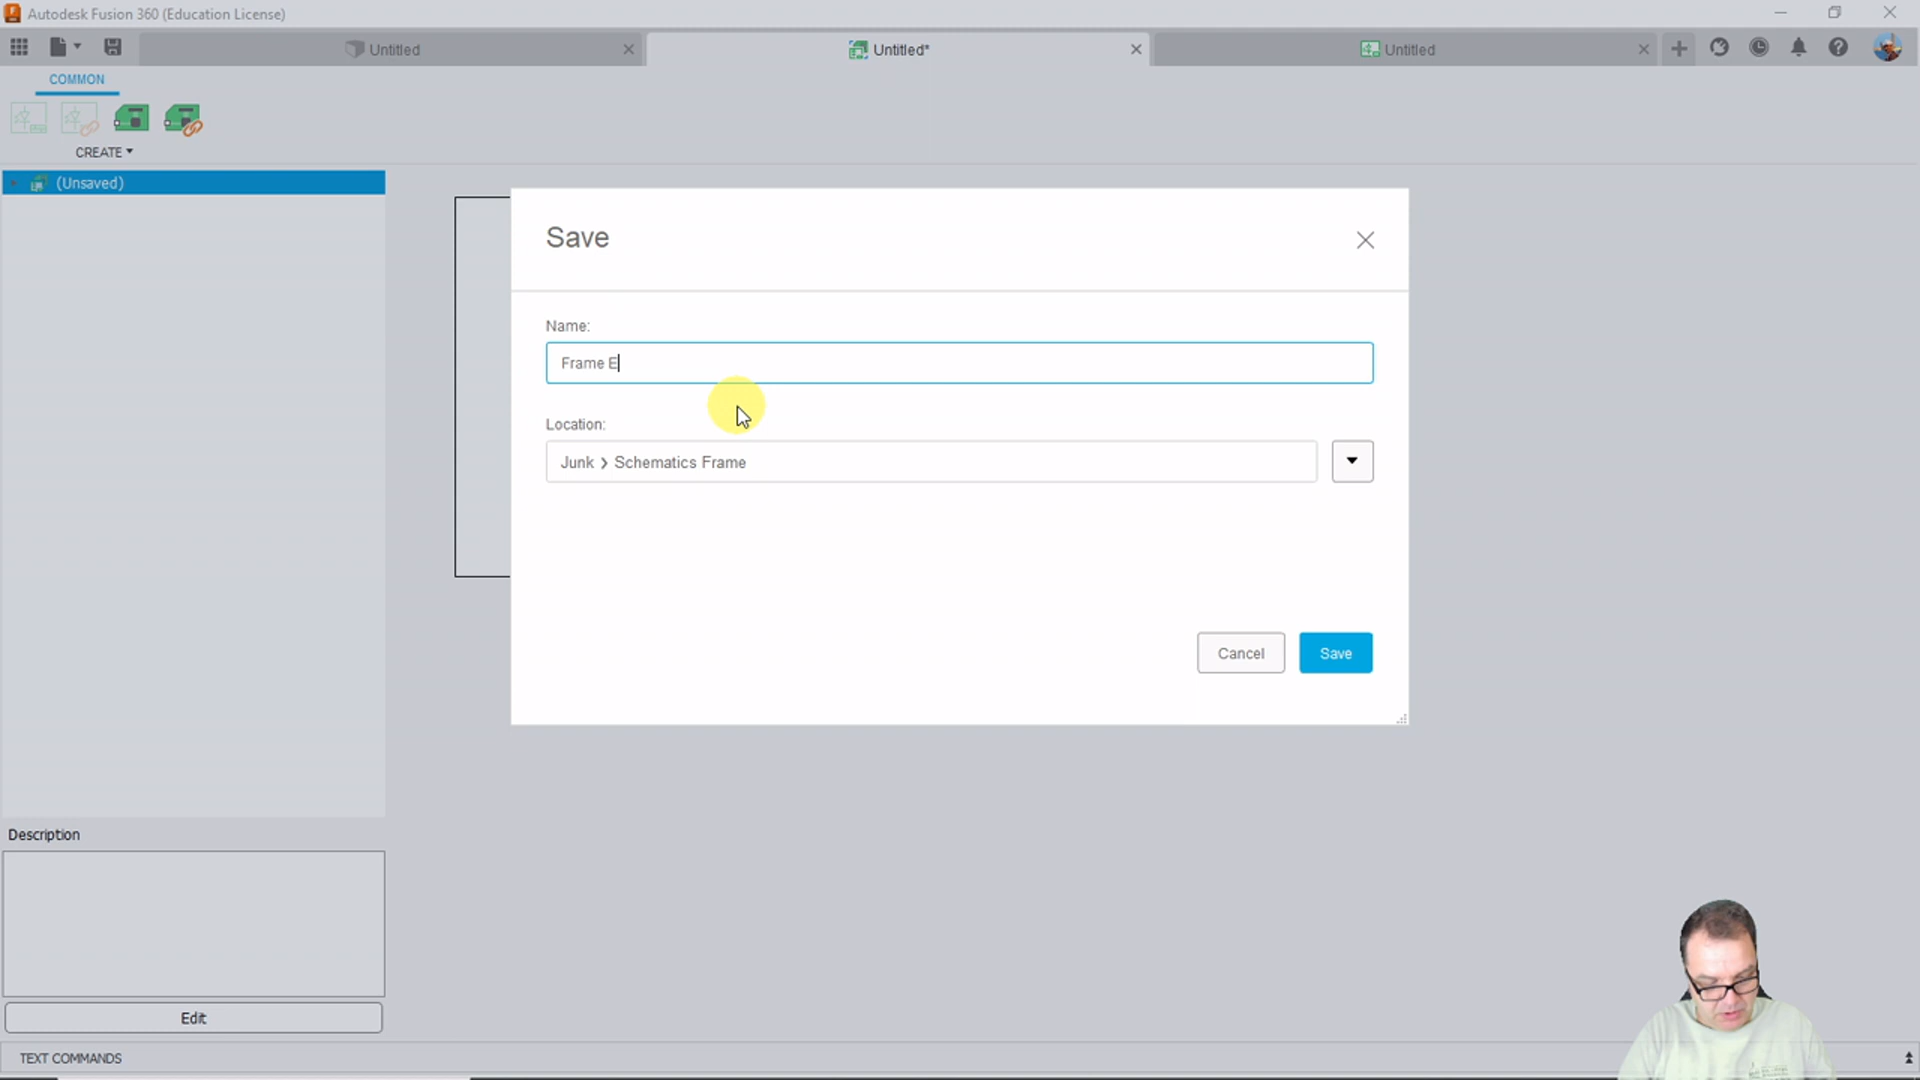 Autodesk Fusion 360 (Education License)
Untitled
Untitled*
Untitled
COMMON
CREATE
(Unsaved)
Save
Name:
Frame E
Location:
Junk > Schematics Frame
Cancel
Save
Description
Edit
TEXT COMMANDS